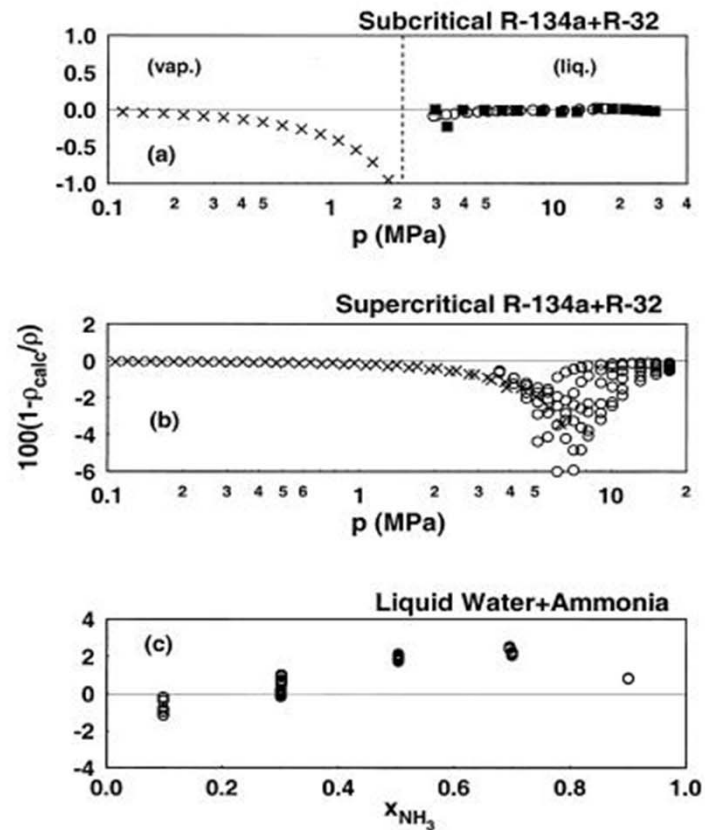 Subcritical R-134a+R-32
1.0
(vap.)
(liq.)
0.5
0.0
-0.5
(a)
-1.0
0.1 2 3 4 5 1 2 3 4 5 10 2 3 4
p (MPa)
Supercritical R-134a+R-32
2
0
-2
(b)
-4
-6
0.1 2 3 4 5 6 1 2 3 4 5 10 2
p (MPa)
100(1-ρcalc/ρ)
Liquid Water+Ammonia
4
(c)
2
0
-2
-4
0.0 0.2 0.4 0.6 0.8 1.0
xNH3